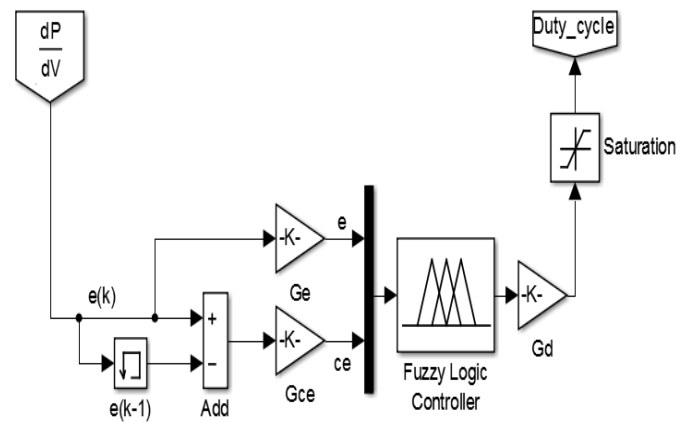 dP
dV
Duty_cycle
Saturation
-K-
e
Ge
e(k)
+
-
e(k-1)
Add
-K-
ce
Gce
Fuzzy Logic
Controller
-K-
Gd